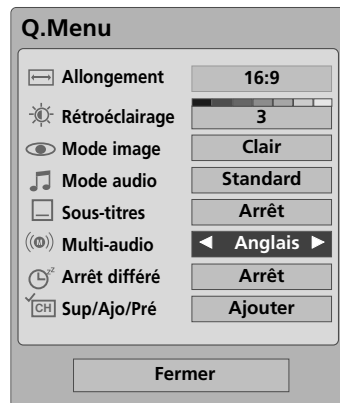 Q.Menu
Allongement 16:9
Rétroéclairage 3
Mode image Clair
Mode audio Standard
Sous-titres Arrêt
Multi-audio ◀ Anglais ▶
Arrêt différé Arrêt
CH Sup/Ajo/Pré Ajouter
Fermer